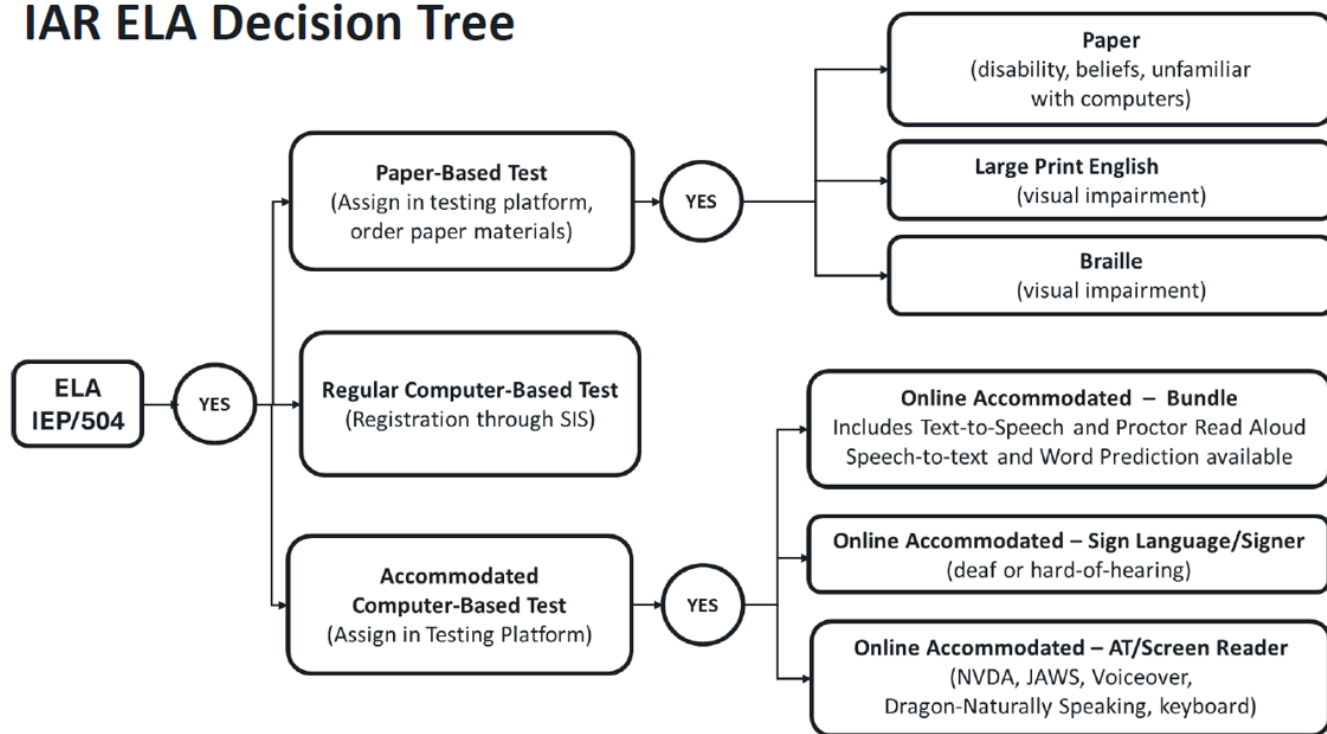 IAR ELA Decision Tree
ELA
IEP/504
YES
Paper-Based Test
(Assign in testing platform,
order paper materials)
YES
Paper
(disability, beliefs, unfamiliar
with computers)
Large Print English
(visual impairment)
Braille
(visual impairment)
Regular Computer-Based Test
(Registration through SIS)
Accommodated
Computer-Based Test
(Assign in Testing Platform)
YES
Online Accommodated – Bundle
Includes Text-to-Speech and Proctor Read Aloud
Speech-to-text and Word Prediction available
Online Accommodated – Sign Language/Signer
(deaf or hard-of-hearing)
Online Accommodated – AT/Screen Reader
(NVDA, JAWS, Voiceover,
Dragon-Naturally Speaking, keyboard)